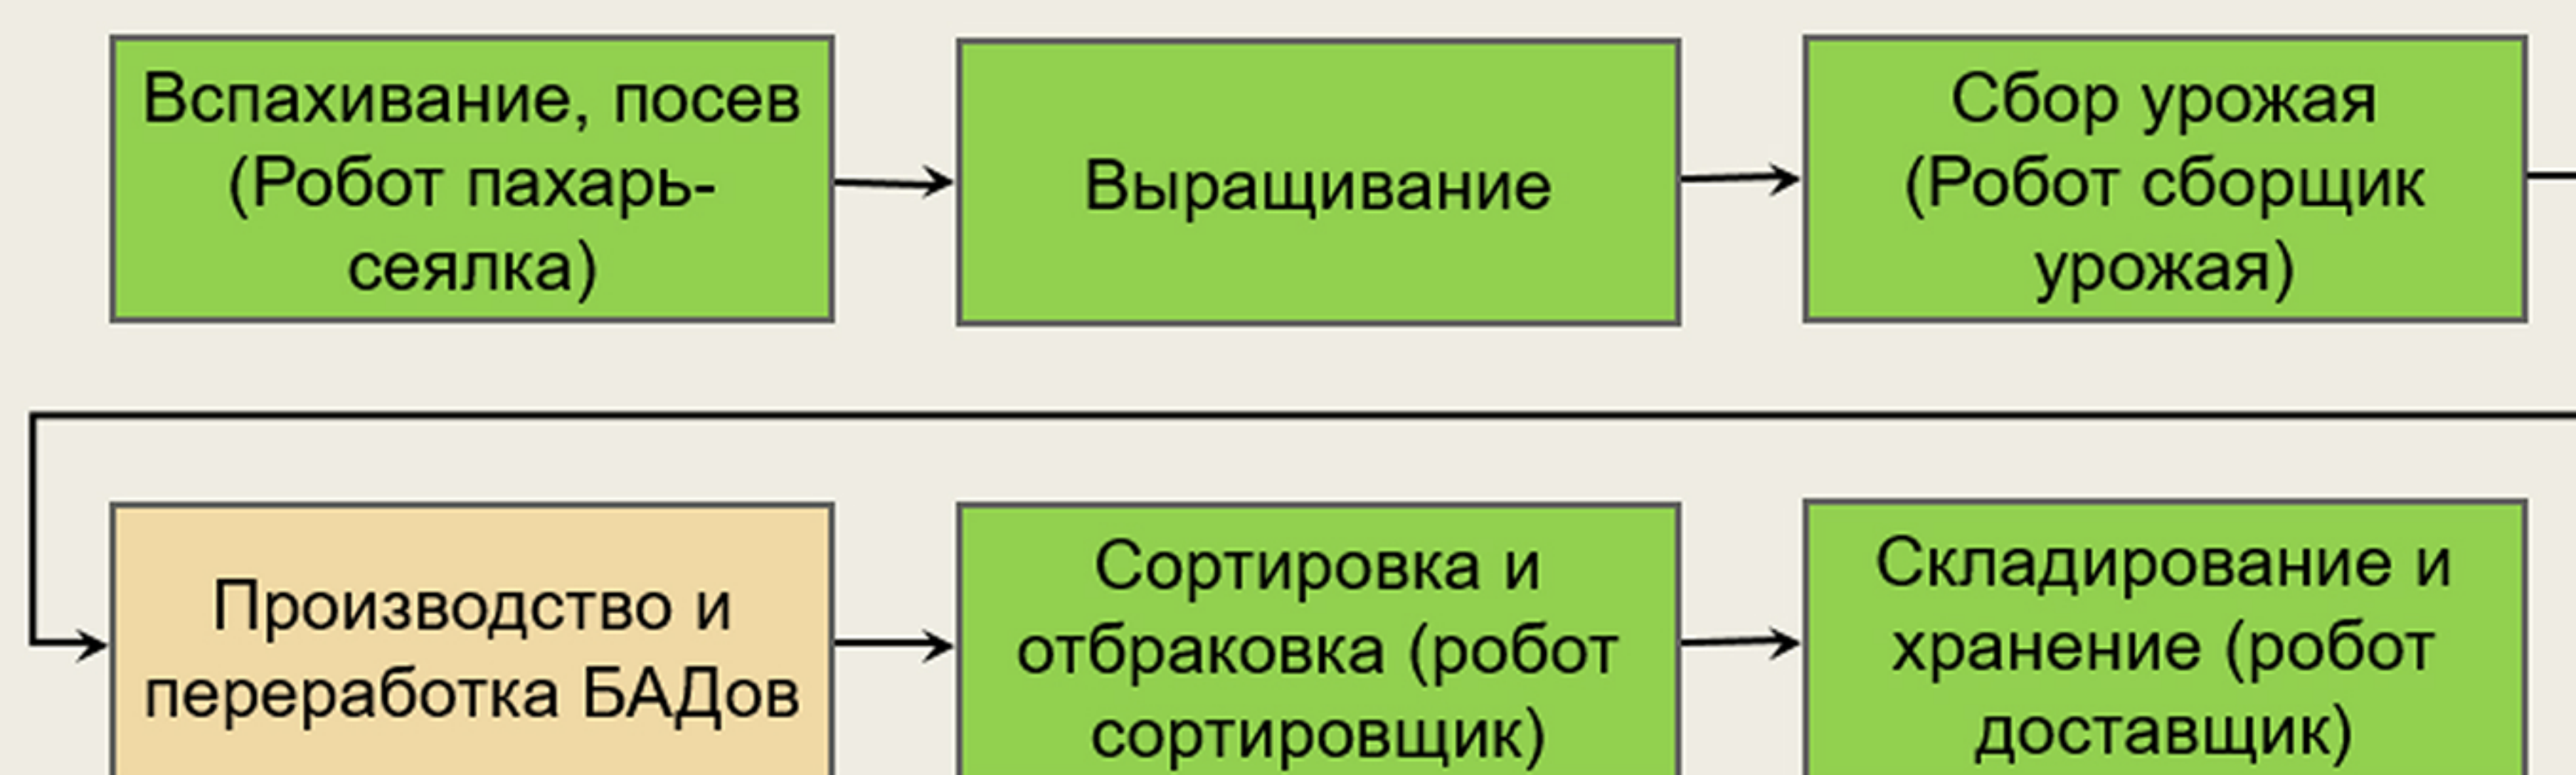 Вспахивание, посев
(Робот пахарь-
сеялка)
Выращивание
Сбор урожая
(Робот сборщик
урожая)
Производство и
переработка БАДов
Сортировка и
отбраковка (робот
сортировщик)
Складирование и
хранение (робот
доставщик)